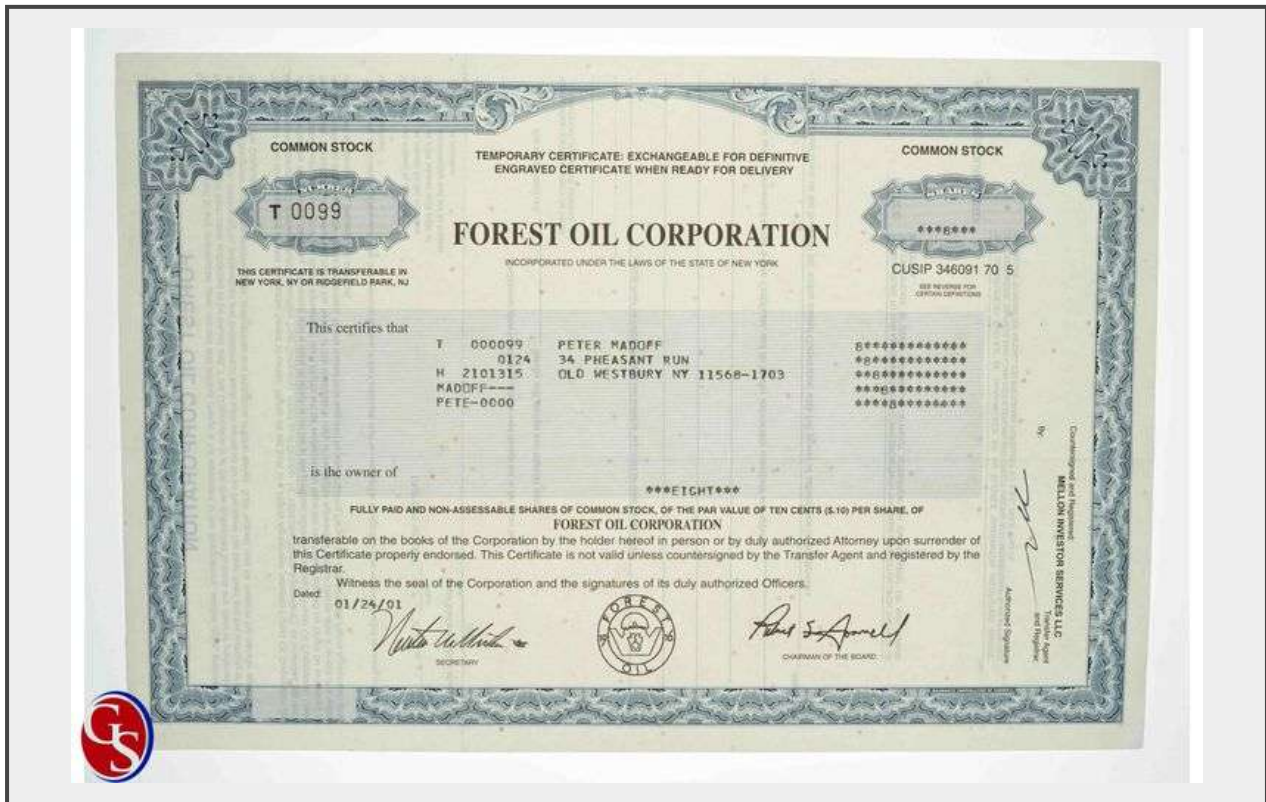 COMMON STOCK
TEMPORARY CERTIFICATE: EXCHANGEABLE FOR DEFINITIVE
ENGRAVED CERTIFICATE WHEN READY FOR DELIVERY
COMMON STOCK
NUMBER
T 0099
SHARES
***8***
FOREST OIL CORPORATION
INCORPORATED UNDER THE LAWS OF THE STATE OF NEW YORK
THIS CERTIFICATE IS TRANSFERABLE IN
NEW YORK, NY OR RIDGEFIELD PARK, NJ
CUSIP 346091 70 5
SEE REVERSE FOR
CERTAIN DEFINITIONS
This certifies that
T 000099 PETER MADOFF 8************
0124 34 PHEASANT RUN *8***********
H 2101315 OLD WESTBURY NY 11568-1703 **8**********
MADOFF--- ***8*********
PETE-0000 ****8********
is the owner of
***EIGHT***
FULLY PAID AND NON-ASSESSABLE SHARES OF COMMON STOCK, OF THE PAR VALUE OF TEN CENTS ($.10) PER SHARE, OF
FOREST OIL CORPORATION
transferable on the books of the Corporation by the holder hereof in person or by duly authorized Attorney upon surrender of
this Certificate properly endorsed. This Certificate is not valid unless countersigned by the Transfer Agent and registered by the
Registrar.
Witness the seal of the Corporation and the signatures of its duly authorized Officers.
Dated:
01/24/01
SECRETARY
FOREST
OIL
CHAIRMAN OF THE BOARD
Countersigned and Registered:
MELLON INVESTOR SERVICES LLC
Transfer Agent
and Registrar
By:
Authorized Signature
GS